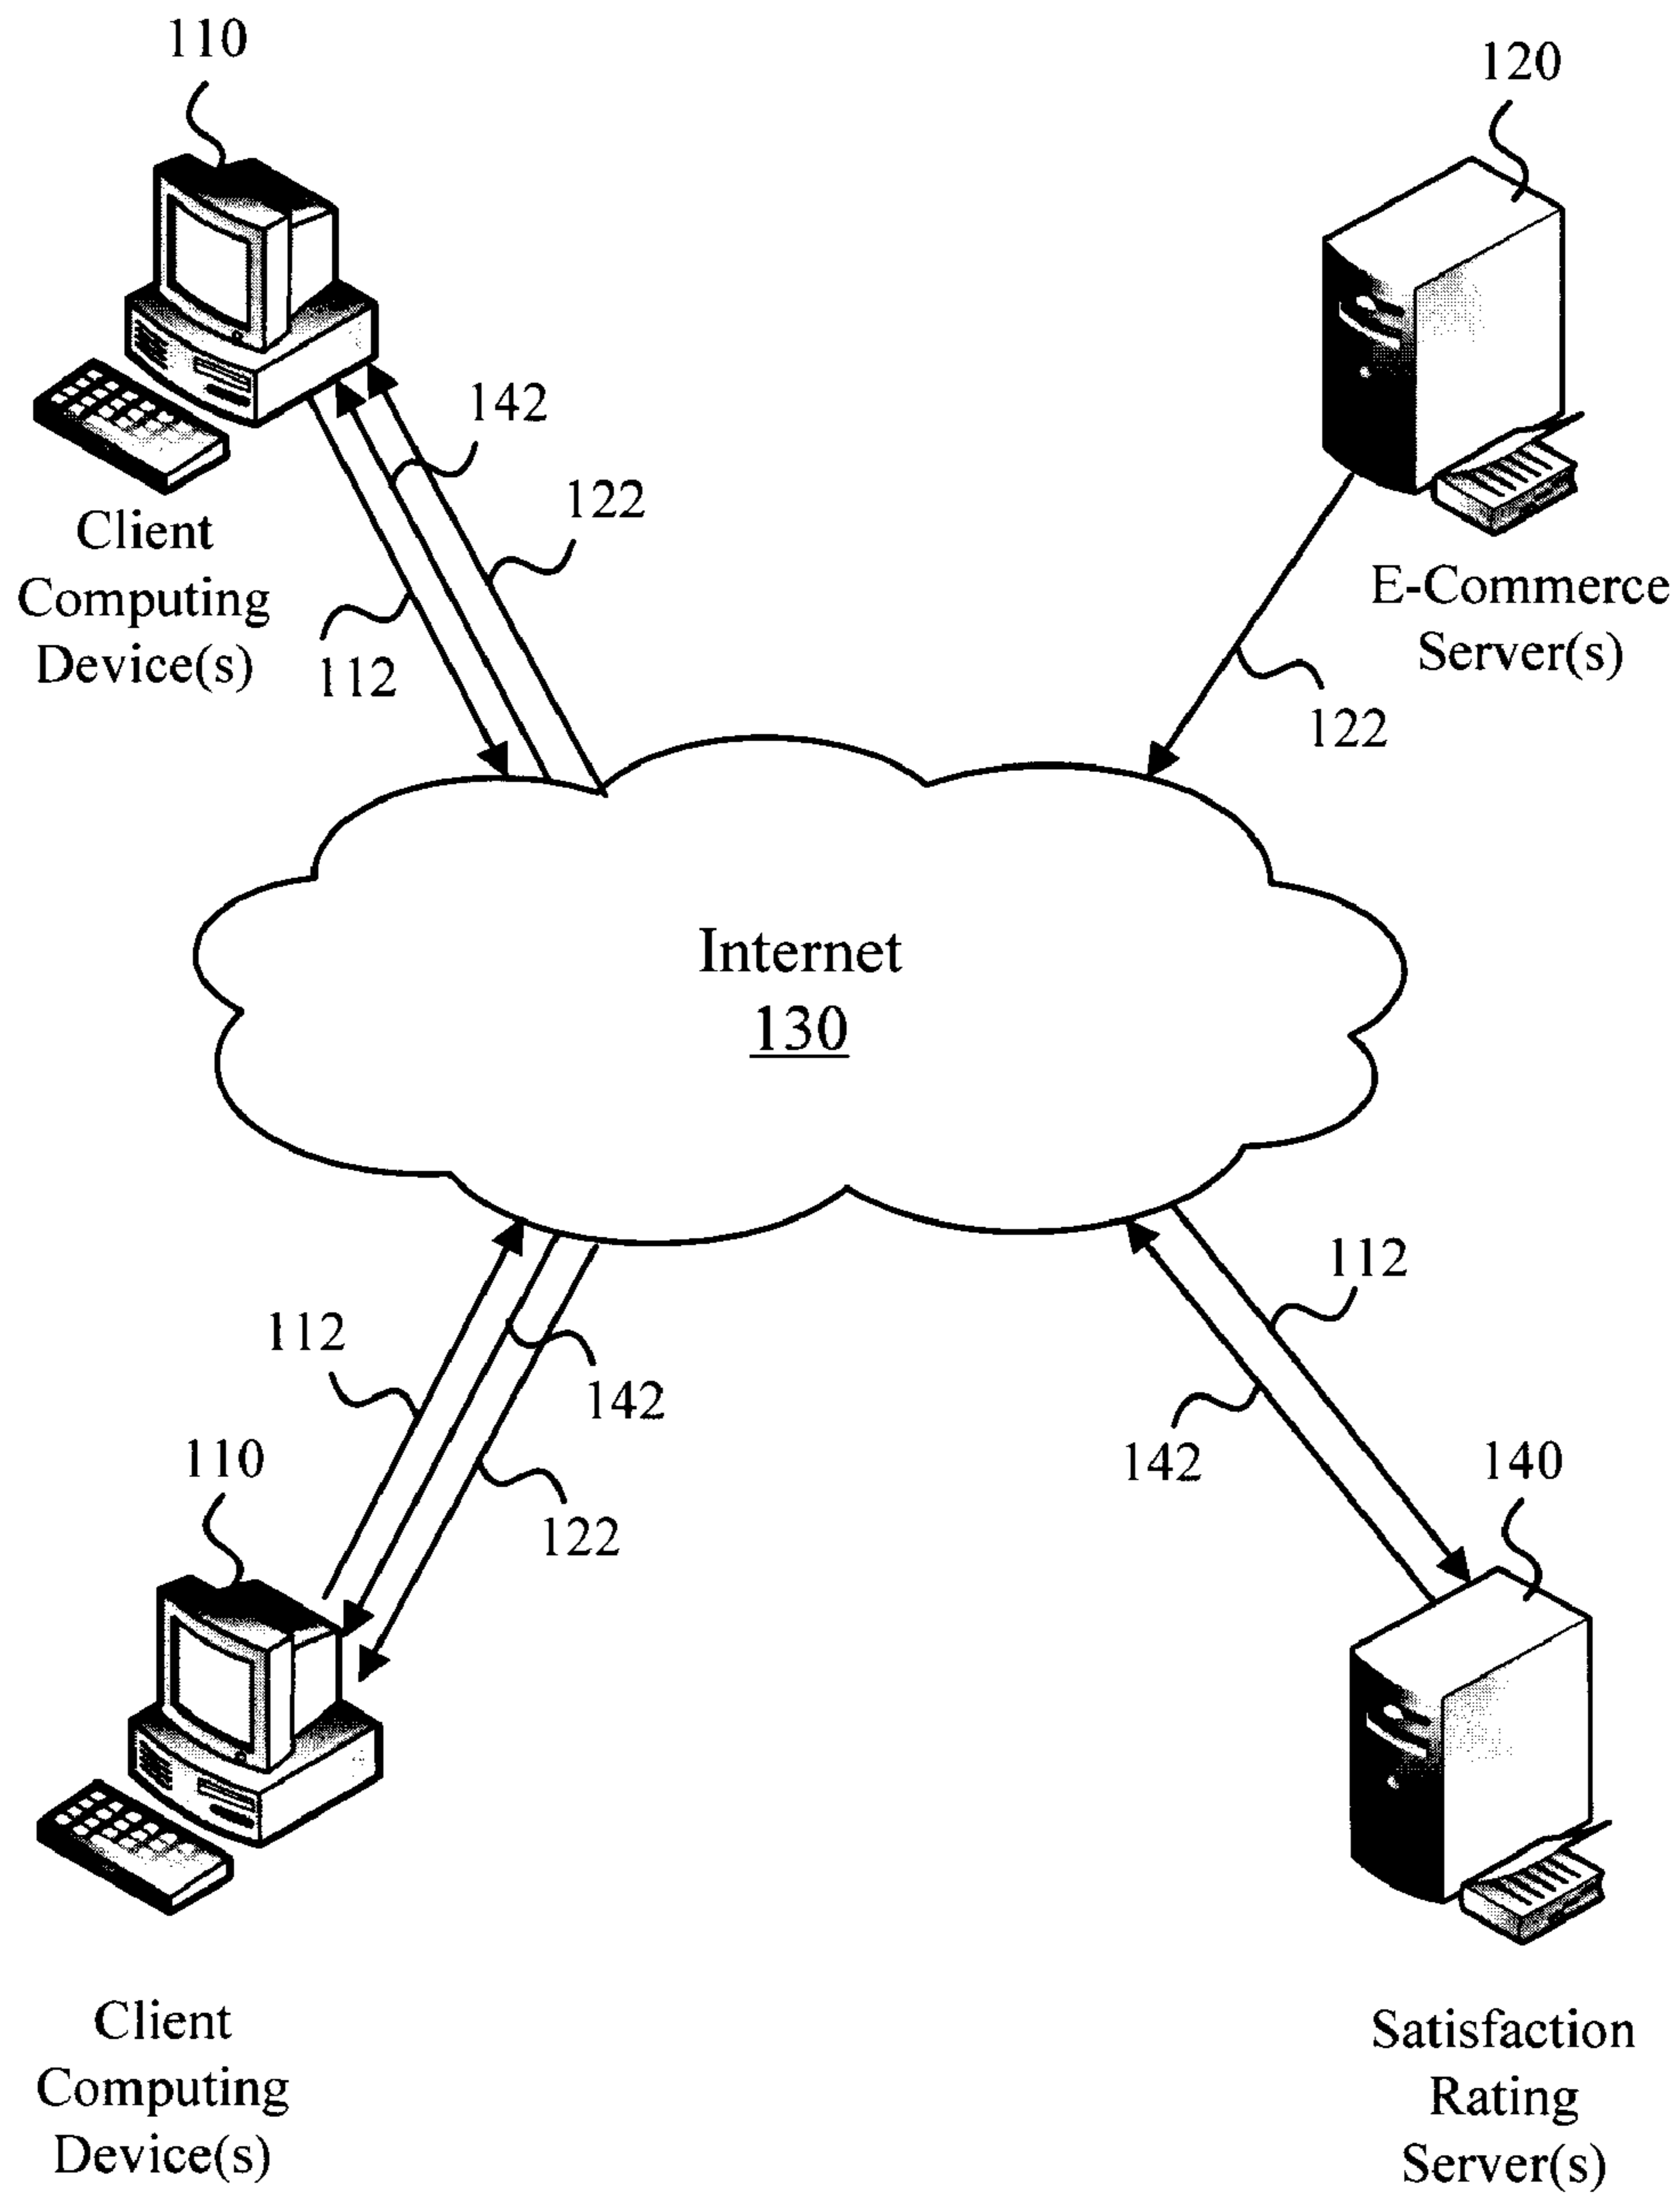 110
120
142
122
Client
Computing
Device(s)
112
E-Commerce
Server(s)
122
Internet
130
112
142
122
112
142
110
140
Client
Computing
Device(s)
Satisfaction
Rating
Server(s)